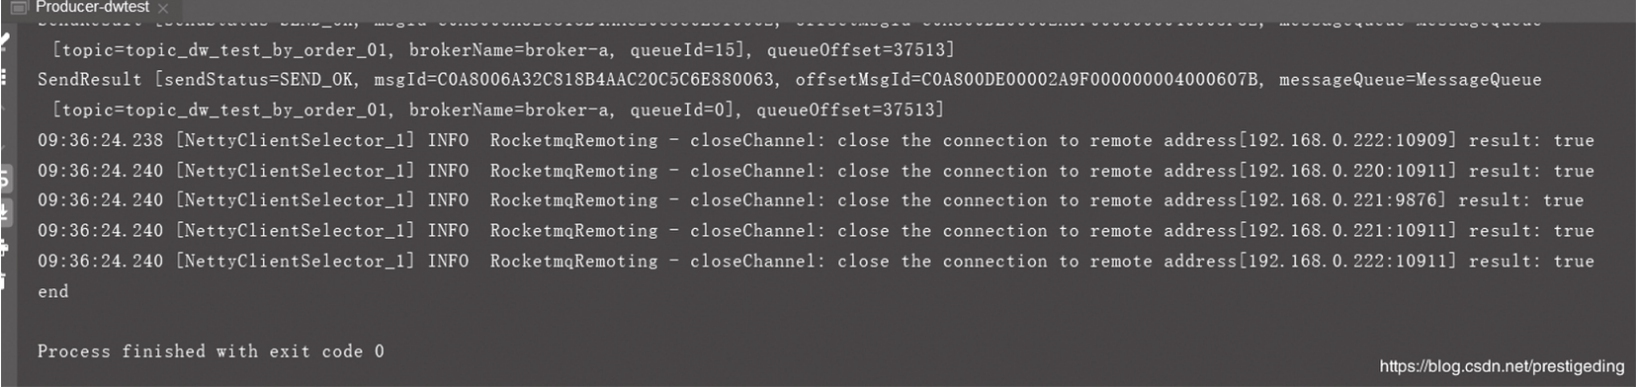 Producer-dwtest
[topic=topic_dw_test_by_order_01, brokerName=broker-a, queueId=15], queueOffset=37513]
SendResult [sendStatus=SEND_OK, msgId=C0A8006A32C818B4AAC20C5C6E880063, offsetMsgId=C0A800DE00002A9F000000004000607B, messageQueue=MessageQueue
[topic=topic_dw_test_by_order_01, brokerName=broker-a, queueId=0], queueOffset=37513]
09:36:24.238 [NettyClientSelector_1] INFO  RocketmqRemoting - closeChannel: close the connection to remote address[192.168.0.222:10909] result: true
09:36:24.240 [NettyClientSelector_1] INFO  RocketmqRemoting - closeChannel: close the connection to remote address[192.168.0.220:10911] result: true
09:36:24.240 [NettyClientSelector_1] INFO  RocketmqRemoting - closeChannel: close the connection to remote address[192.168.0.221:9876] result: true
09:36:24.240 [NettyClientSelector_1] INFO  RocketmqRemoting - closeChannel: close the connection to remote address[192.168.0.221:10911] result: true
09:36:24.240 [NettyClientSelector_1] INFO  RocketmqRemoting - closeChannel: close the connection to remote address[192.168.0.222:10911] result: true
end
Process finished with exit code 0
https://blog.csdn.net/prestigeding